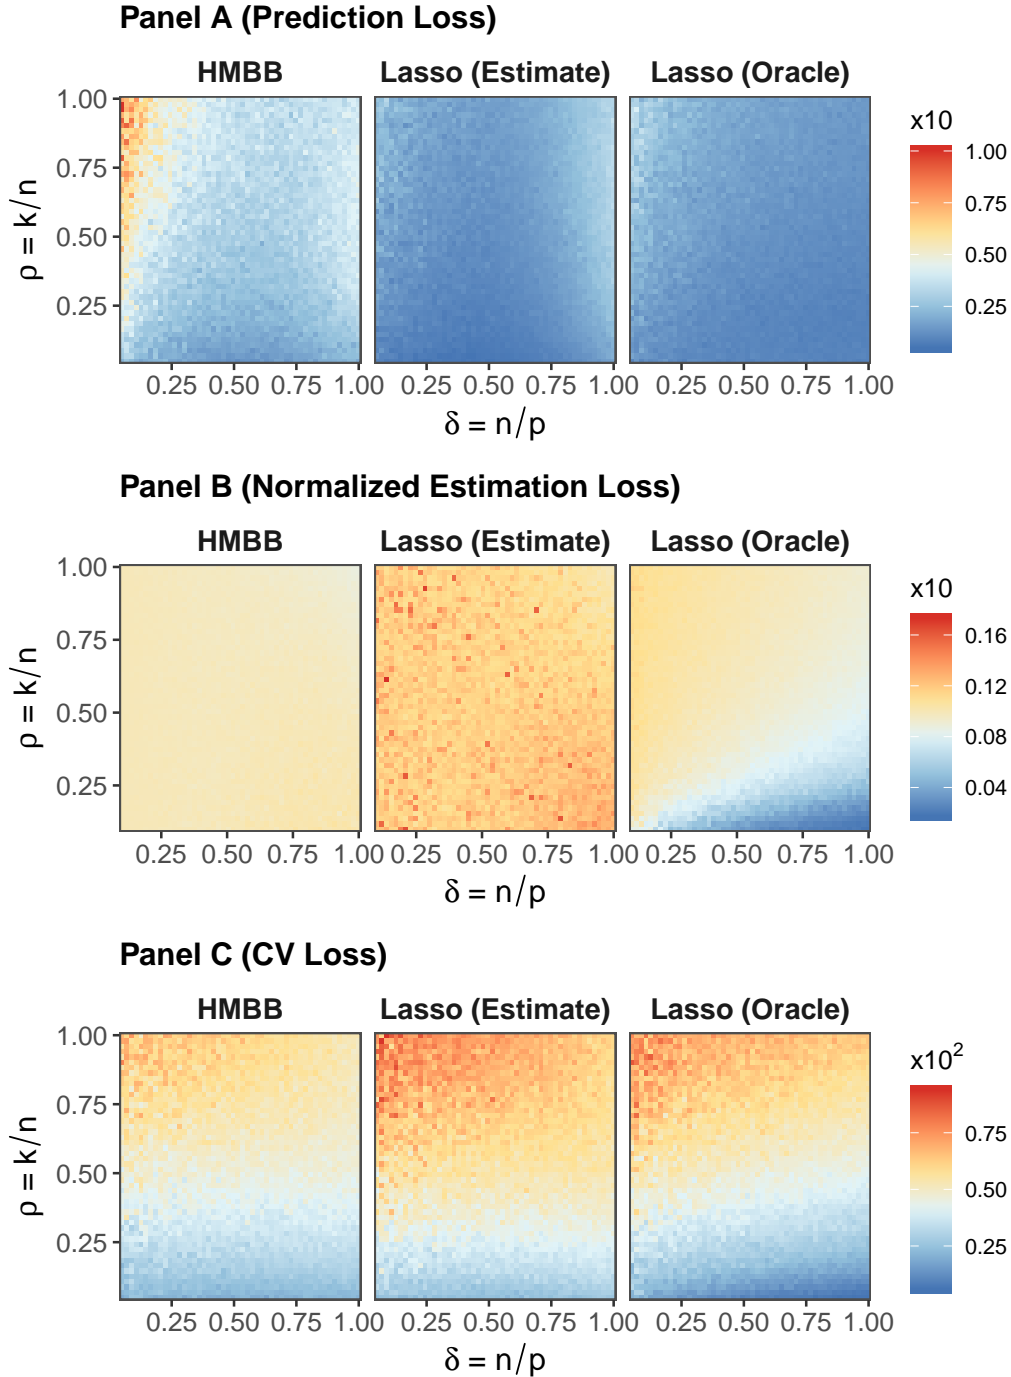 Panel A (Prediction Loss)
HMBB Lasso (Estimate) Lasso (Oracle)
x10
1.00
0.75
0.50
0.25
1.00
0.75
0.50
0.25
ρ = k/n
0.25 0.50 0.75 1.00 0.25 0.50 0.75 1.00 0.25 0.50 0.75 1.00
δ = n/p
Panel B (Normalized Estimation Loss)
HMBB Lasso (Estimate) Lasso (Oracle)
x10
0.16
0.12
0.08
0.04
1.00
0.75
0.50
0.25
ρ = k/n
0.25 0.50 0.75 1.00 0.25 0.50 0.75 1.00 0.25 0.50 0.75 1.00
δ = n/p
Panel C (CV Loss)
HMBB Lasso (Estimate) Lasso (Oracle)
x10²
0.75
0.50
0.25
1.00
0.75
0.50
0.25
ρ = k/n
0.25 0.50 0.75 1.00 0.25 0.50 0.75 1.00 0.25 0.50 0.75 1.00
δ = n/p